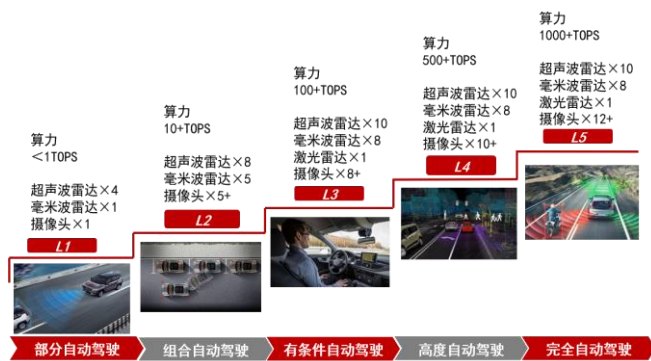 算力
<1TOPS
超声波雷达×4
毫米波雷达×1
摄像头×1
L1
算力
10+TOPS
超声波雷达×8
毫米波雷达×5
摄像头×5+
L2
算力
100+TOPS
超声波雷达×10
毫米波雷达×8
激光雷达×1
摄像头×8+
L3
算力
500+TOPS
超声波雷达×10
毫米波雷达×8
激光雷达×1
摄像头×10+
L4
算力
1000+TOPS
超声波雷达×10
毫米波雷达×8
激光雷达×1
摄像头×12+
L5
部分自动驾驶
组合自动驾驶
有条件自动驾驶
高度自动驾驶
完全自动驾驶